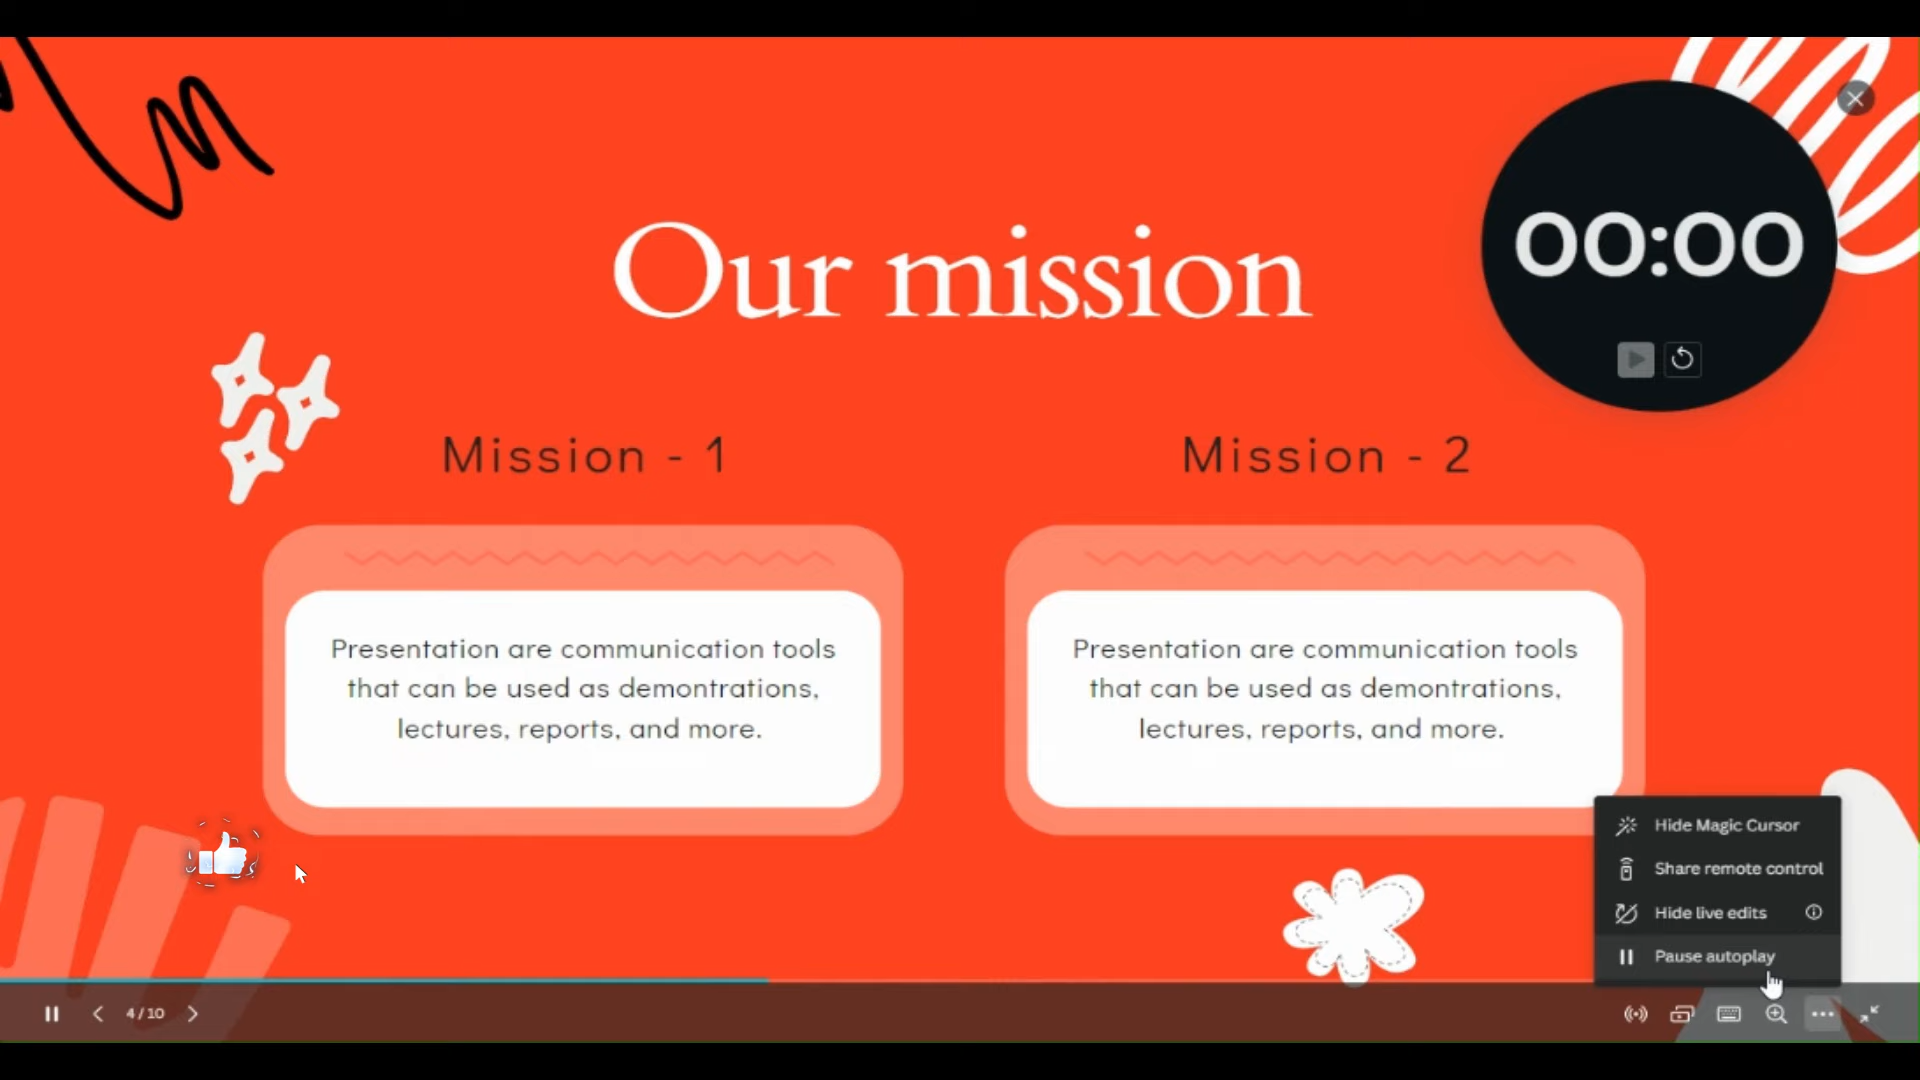 Our mission
00:00
Mission - 1
Mission - 2
Presentation are communication tools
that can be used as demontrations,
lectures, reports, and more.
Presentation are communication tools
that can be used as demontrations,
lectures, reports, and more.
Hide Magic Cursor
Share remote control
Hide live edits
Pause autoplay
4 / 10